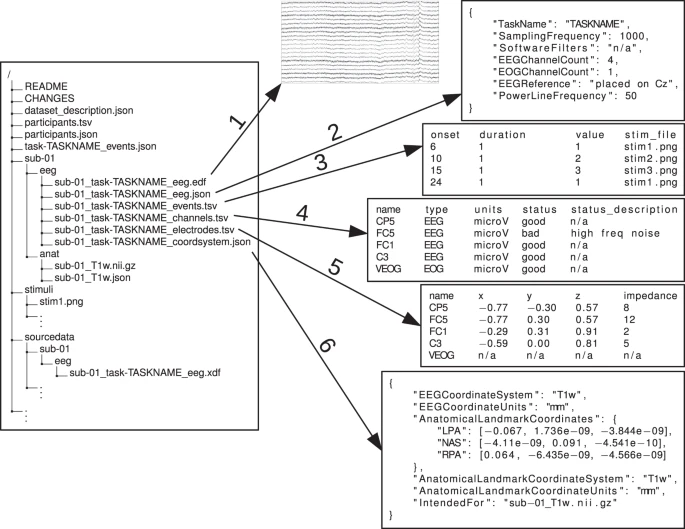 /
README
CHANGES
dataset_description.json
participants.tsv
participants.json
task-TASKNAME_events.json
sub-01
eeg
sub-01_task-TASKNAME_eeg.edf
sub-01_task-TASKNAME_eeg.json
sub-01_task-TASKNAME_events.tsv
sub-01_task-TASKNAME_channels.tsv
sub-01_task-TASKNAME_electrodes.tsv
sub-01_task-TASKNAME_coordsystem.json
anat
sub-01_T1w.nii.gz
sub-01_T1w.json
stimuli
stim1.png
:
sourcedata
sub-01
eeg
sub-01_task-TASKNAME_eeg.xdf
:
:
1
2
3
4
5
6
{
"TaskName": "TASKNAME",
"SamplingFrequency": 1000,
"SoftwareFilters": "n/a",
"EEGChannelCount": 4,
"EOGChannelCount": 1,
"EEGReference": "placed on Cz",
"PowerLineFrequency": 50
}
onset duration value stim_file
6 1 1 stim1.png
10 1 2 stim2.png
15 1 3 stim3.png
24 1 1 stim1.png
name type units status status_description
CP5 EEG microV good n/a
FC5 EEG microV bad high freq noise
FC1 EEG microV good n/a
C3 EEG microV good n/a
VEOG EOG microV good n/a
name x y z impedance
CP5 −0.77 −0.30 0.57 8
FC5 −0.77 0.30 0.57 12
FC1 −0.29 0.31 0.91 2
C3 −0.59 0.00 0.81 5
VEOG n/a n/a n/a n/a
{
"EEGCoordinateSystem": "T1w",
"EEGCoordinateUnits": "mm",
"AnatomicalLandmarkCoordinates": {
"LPA": [−0.067, 1.736e−09, −3.844e−09],
"NAS": [−4.11e−09, 0.091, −4.541e−10],
"RPA": [0.064, −6.435e−09, −4.566e−09]
},
"AnatomicalLandmarkCoordinateSystem": "T1w",
"AnatomicalLandmarkCoordinateUnits": "mm",
"IntendedFor": "sub−01_T1w.nii.gz"
}